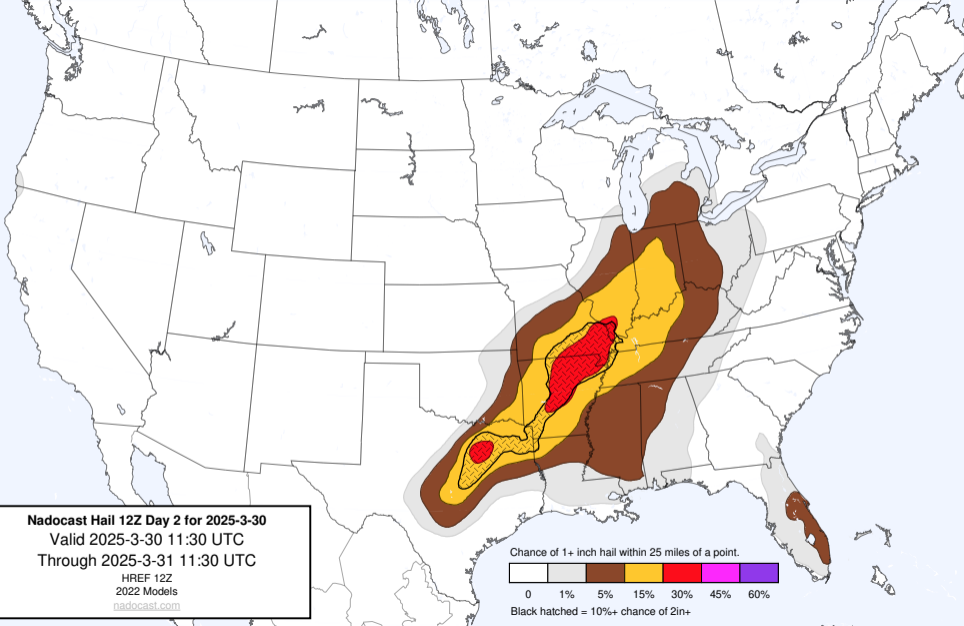 Nadocast Hail 12Z Day 2 for 2025-3-30
Valid 2025-3-30 11:30 UTC
Through 2025-3-31 11:30 UTC
HREF 12Z
2022 Models
nadocast.com
Chance of 1+ inch hail within 25 miles of a point.
0 1% 5% 15% 30% 45% 60%
Black hatched = 10%+ chance of 2in+